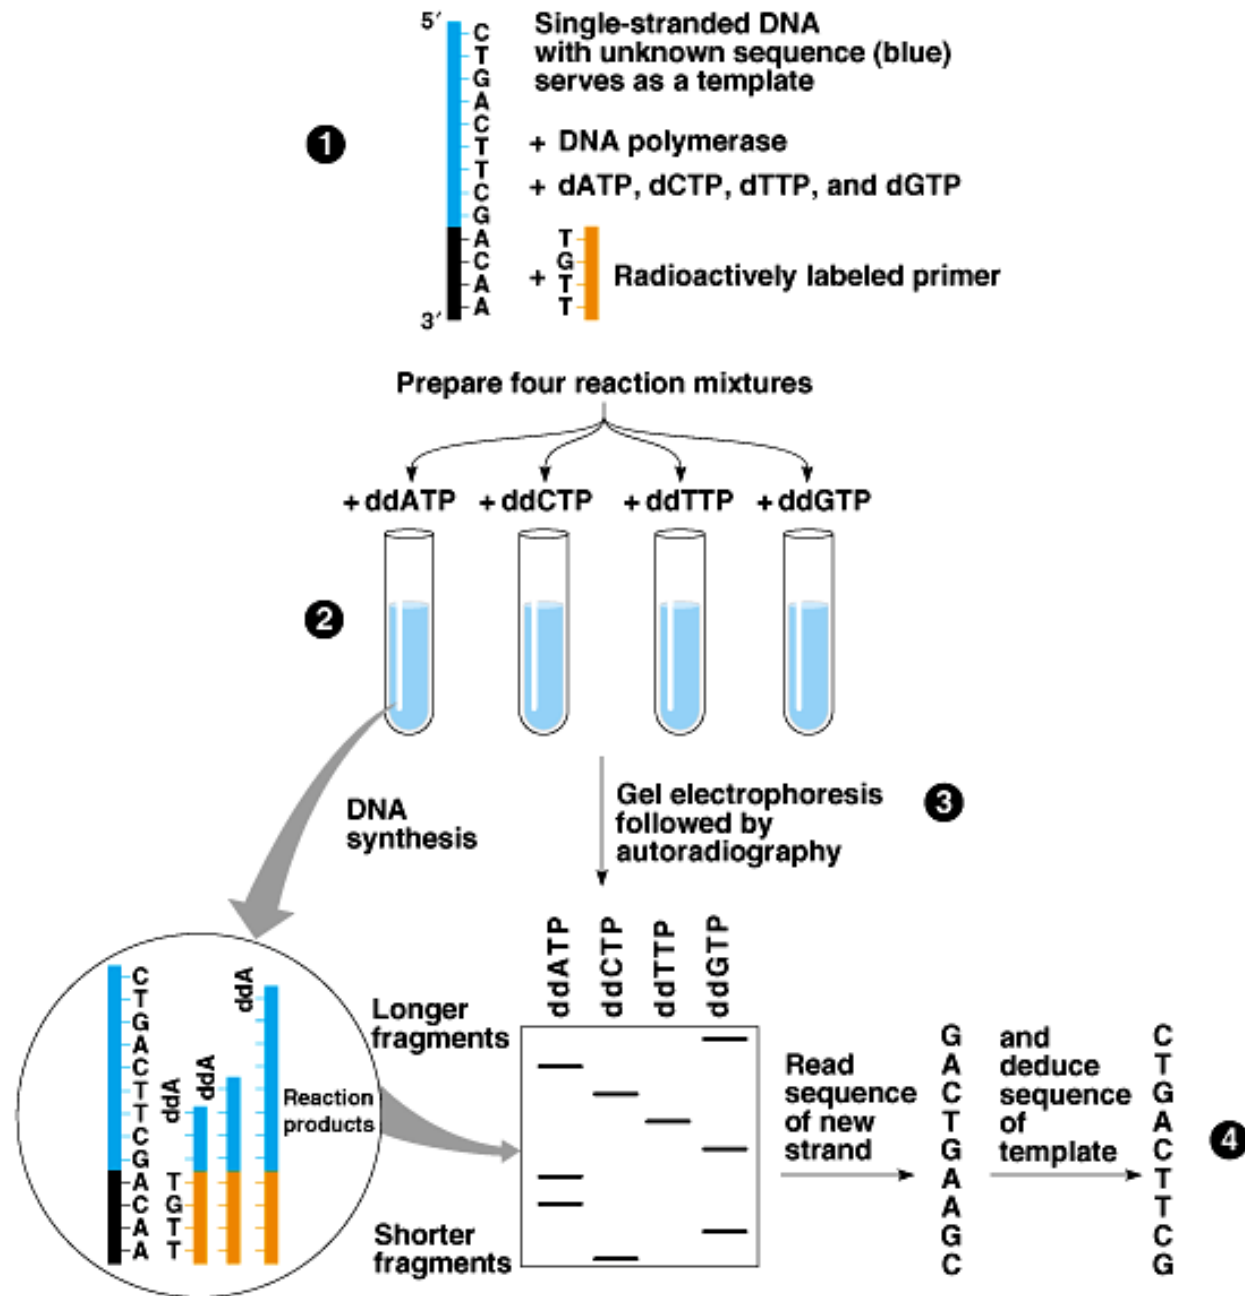 5′
C
T
G
A
C
T
T
C
G
A
C
A
A
3′
Single-stranded DNA
with unknown sequence (blue)
serves as a template
1
+ DNA polymerase
+ dATP, dCTP, dTTP, and dGTP
T
G
T
T
+
Radioactively labeled primer
Prepare four reaction mixtures
+ ddATP
+ ddCTP
+ ddTTP
+ ddGTP
2
DNA
synthesis
Gel electrophoresis
followed by
autoradiography
3
C
T
G
A
C
T
T
C
G
A
C
A
A
ddA
ddA
ddA
T
G
T
T
Reaction
products
Longer
fragments
Shorter
fragments
ddATP
ddCTP
ddTTP
ddGTP
Read
sequence
of new
strand
G
A
C
T
G
A
A
G
C
and
deduce
sequence
of
template
C
T
G
A
C
T
T
C
G
4